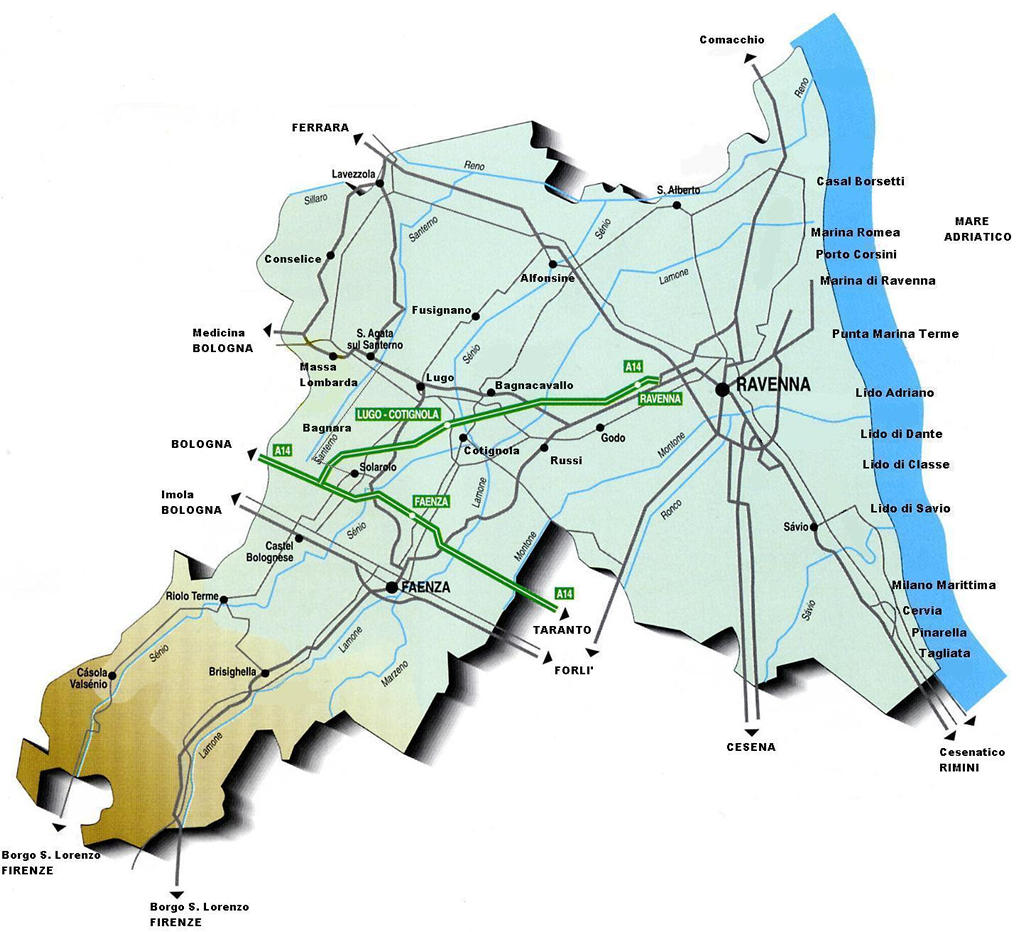 Comacchio
Reno
FERRARA
Reno
Lavezzola
Casal Borsetti
S. Alberto
Sillaro
Santerno
Sénio
MARE
ADRIATICO
Marina Romea
Conselice
Porto Corsini
Alfonsine
Lamone
Marina di Ravenna
Fusignano
Medicina
BOLOGNA
S. Agata
sul Santerno
Punta Marina Terme
Sénio
Massa
Lombarda
A14
Lugo
Bagnacavallo
RAVENNA
RAVENNA
Lido Adriano
LUGO - COTIGNOLA
Bagnara
Godo
Lido di Dante
BOLOGNA
A14
Santerno
Cotignola
Montone
Russi
Lido di Classe
Solarolo
Imola
BOLOGNA
FAENZA
Lamone
Ronco
Lido di Savio
Sénio
Sávio
Castel
Bolognese
Montone
FAENZA
Milano Marittima
Riolo Terme
A14
Sávio
Cervia
TARANTO
Pinarella
Lamone
Sénio
Tagliata
Cásola
Valsénio
Brisighella
Marzeno
FORLI'
Lamone
CESENA
Cesenatico
RIMINI
Borgo S. Lorenzo
FIRENZE
Borgo S. Lorenzo
FIRENZE